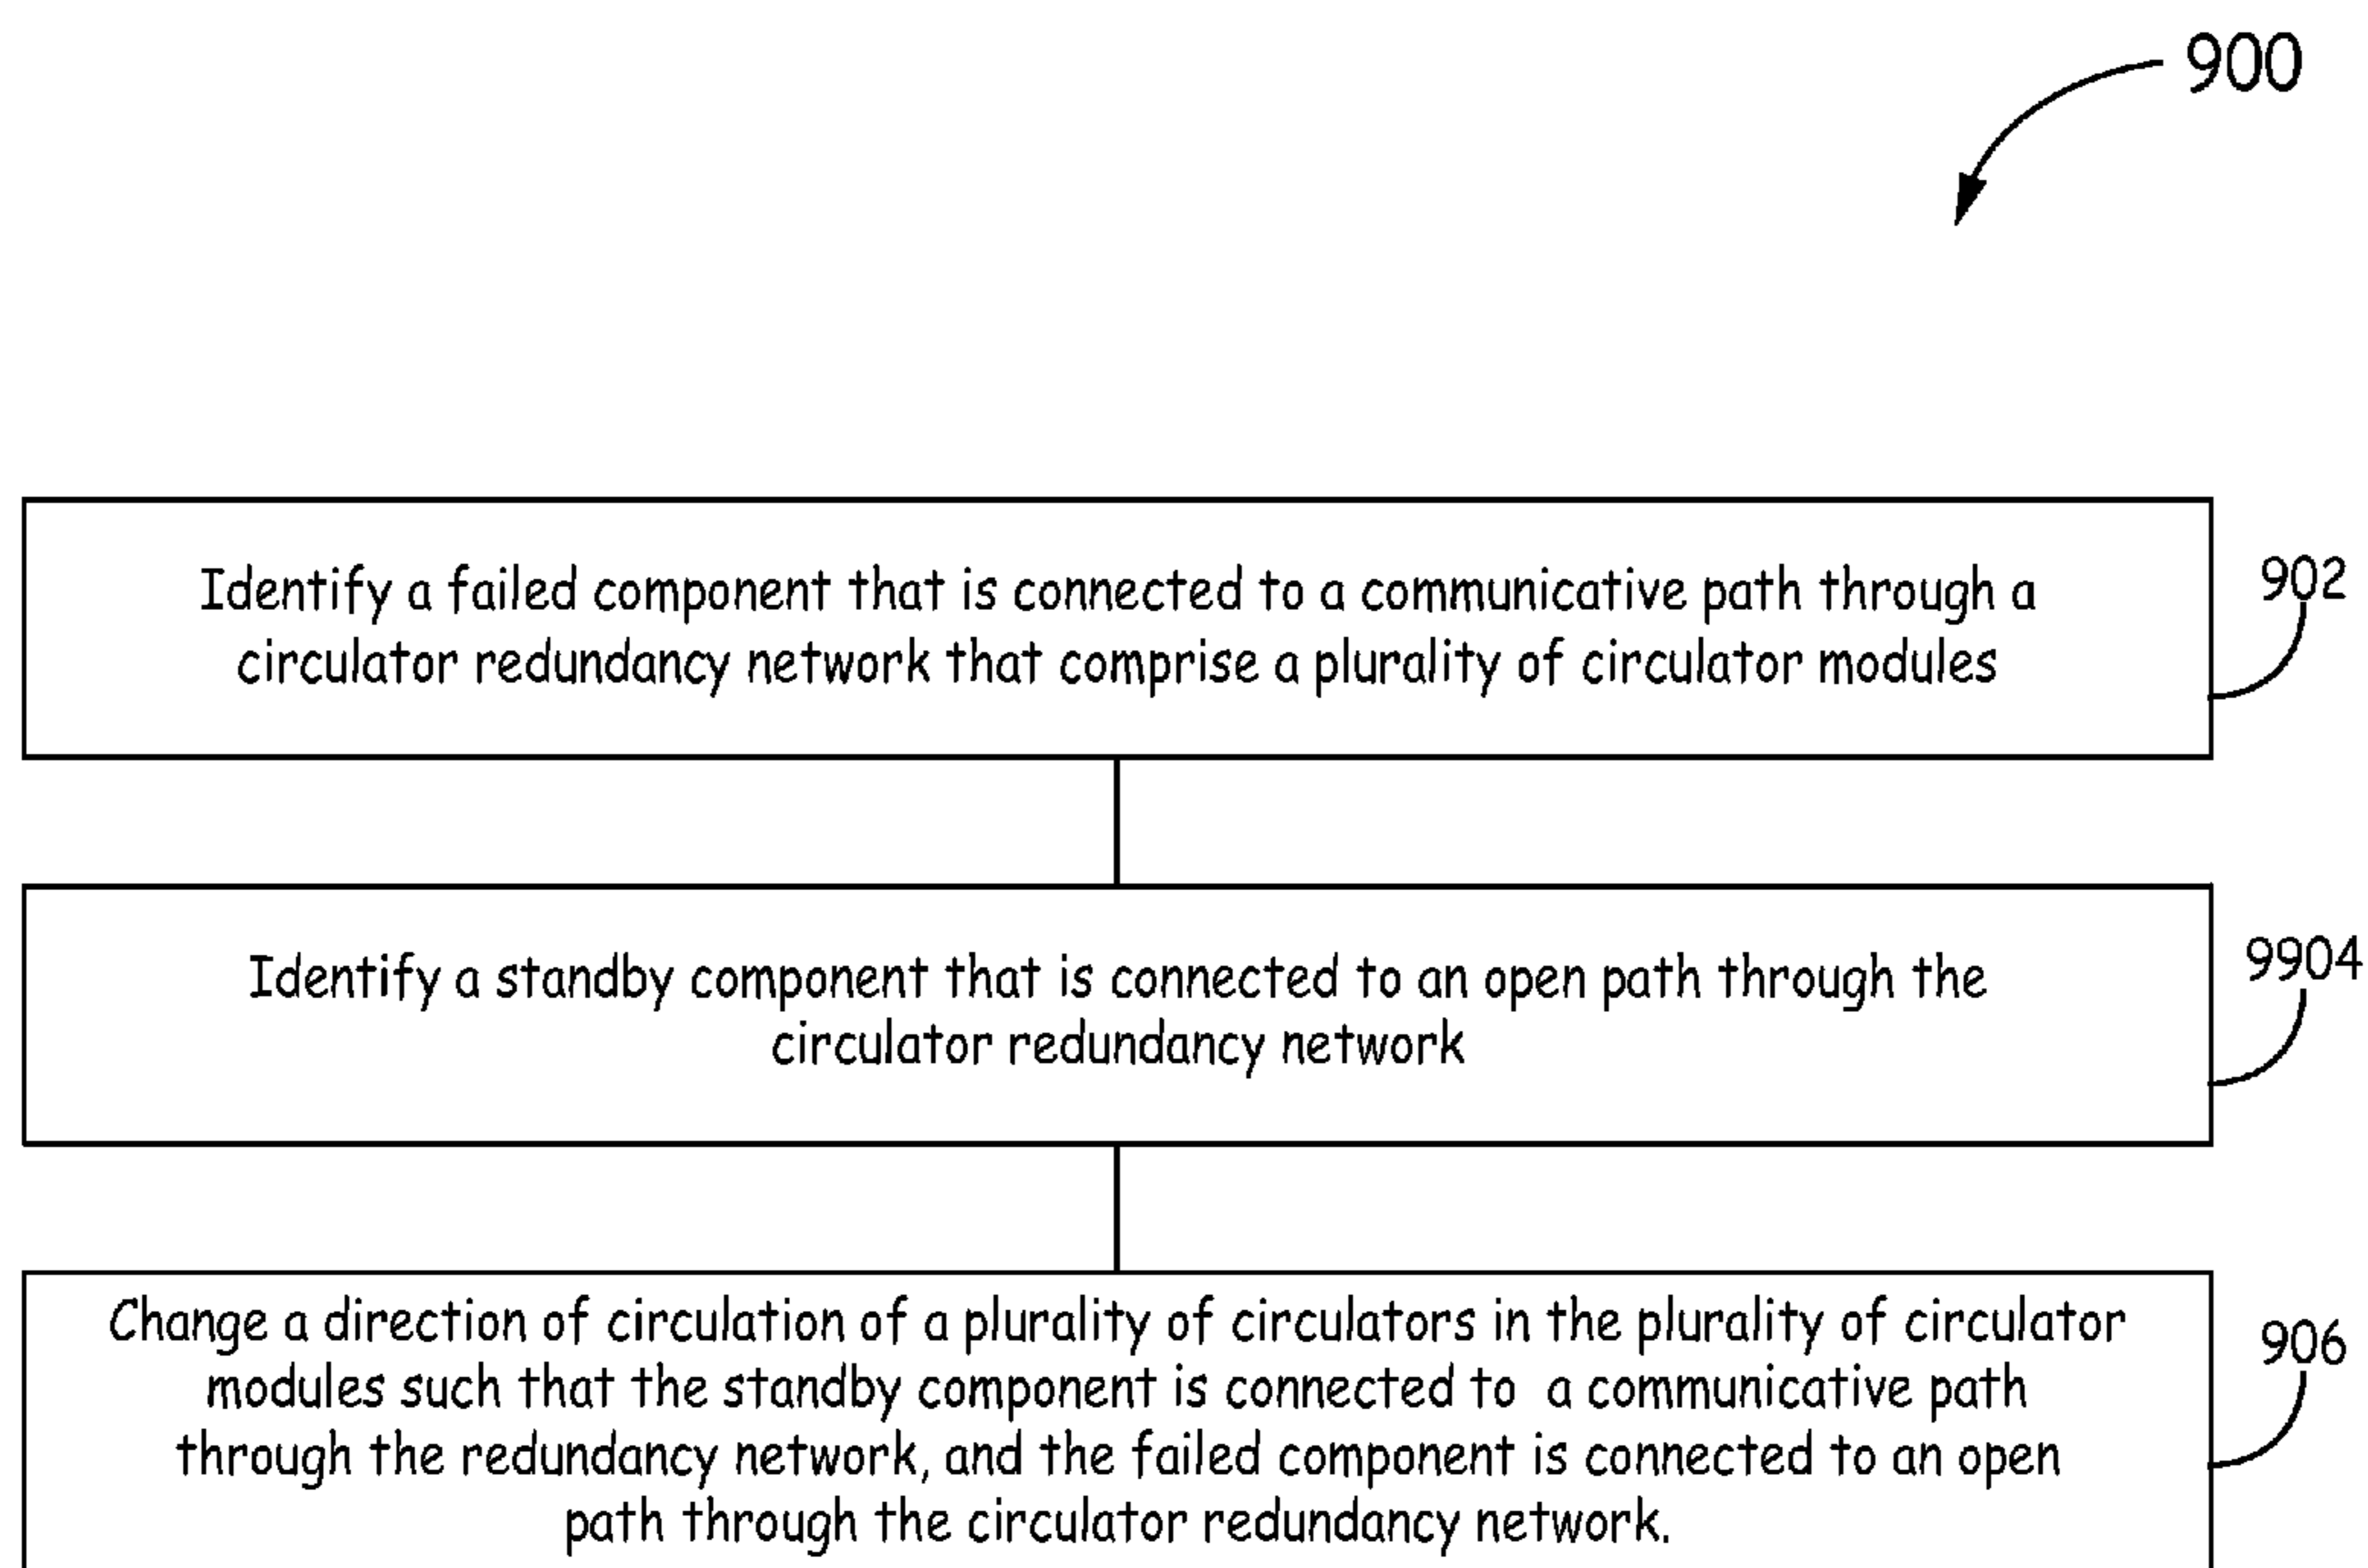 900
Identify a failed component that is connected to a communicative path through a
circulator redundancy network that comprise a plurality of circulator modules
902
Identify a standby component that is connected to an open path through the
circulator redundancy network
9904
Change a direction of circulation of a plurality of circulators in the plurality of circulator
modules such that the standby component is connected to a communicative path
through the redundancy network, and the failed component is connected to an open
path through the circulator redundancy network.
906